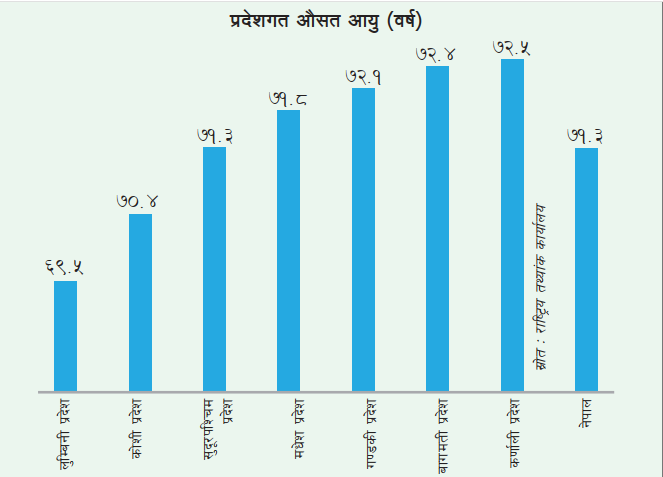 प्रदेशगत औसत आयु (वर्ष)
६९.५
७०.४
७१.३
७१.८
७२.१
७२.४
७२.५
७१.३
स्रोत : राष्ट्रिय तथ्यांक कार्यालय
लुम्बिनी प्रदेश
कोशी प्रदेश
सुदूरपश्चिम
प्रदेश
मधेश प्रदेश
गण्डकी प्रदेश
बागमती प्रदेश
कर्णाली प्रदेश
नेपाल